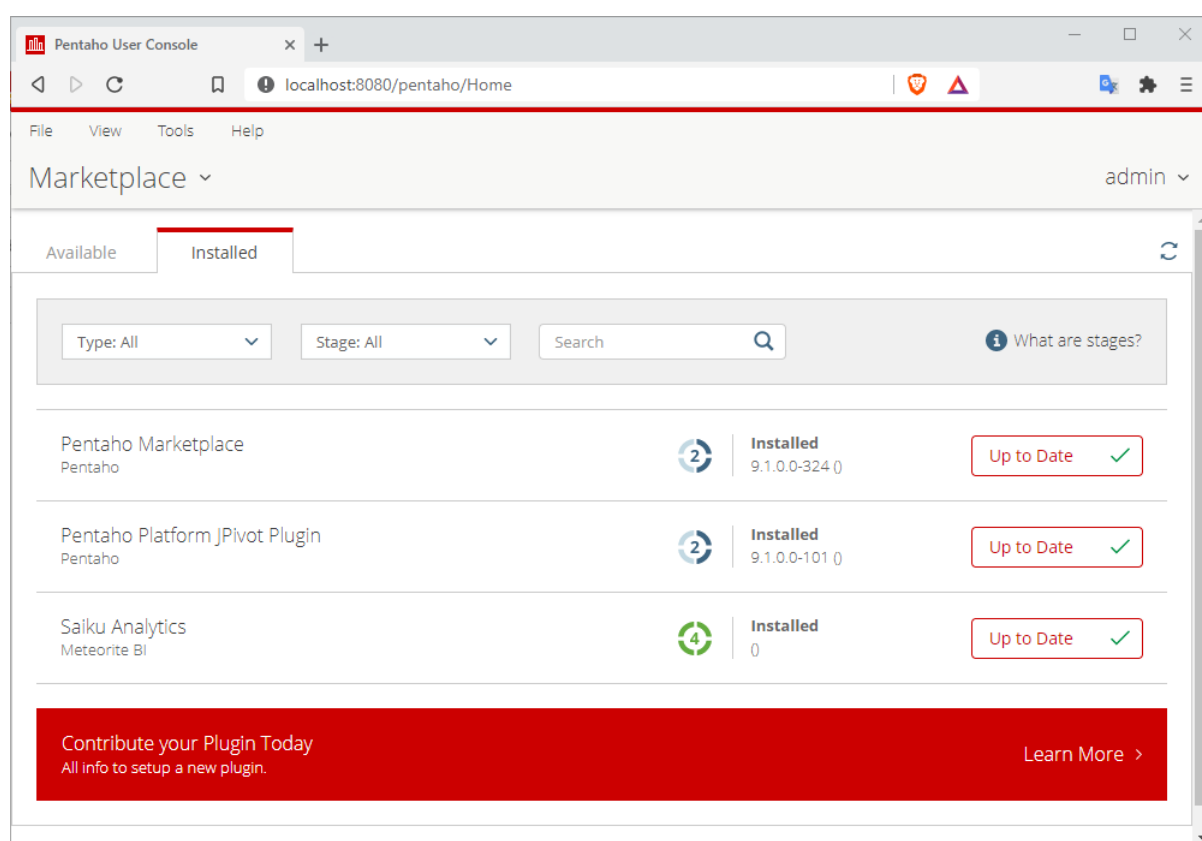 Pentaho User Console
localhost:8080/pentaho/Home
File View Tools Help
Marketplace
admin
Available
Installed
Type: All
Stage: All
Search
What are stages?
Pentaho Marketplace
Pentaho
2
Installed
9.1.0.0-324 ()
Up to Date
Pentaho Platform JPivot Plugin
Pentaho
2
Installed
9.1.0.0-101 ()
Up to Date
Saiku Analytics
Meteorite BI
4
Installed
()
Up to Date
Contribute your Plugin Today
All info to setup a new plugin.
Learn More >